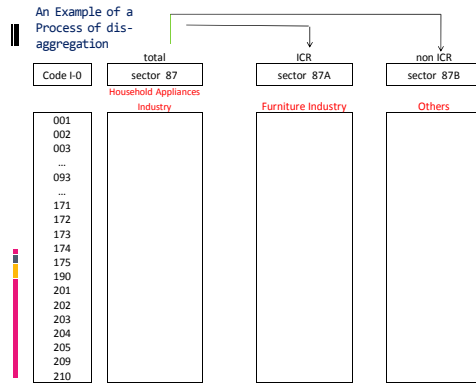 An Example of a
Process of dis-
aggregation
total ICR non ICR
Code I-O sector 87 sector 87A sector 87B
Household Appliances
Industry Furniture Industry Others
001
002
003
…
093
…
171
172
173
174
175
190
201
202
203
204
205
209
210